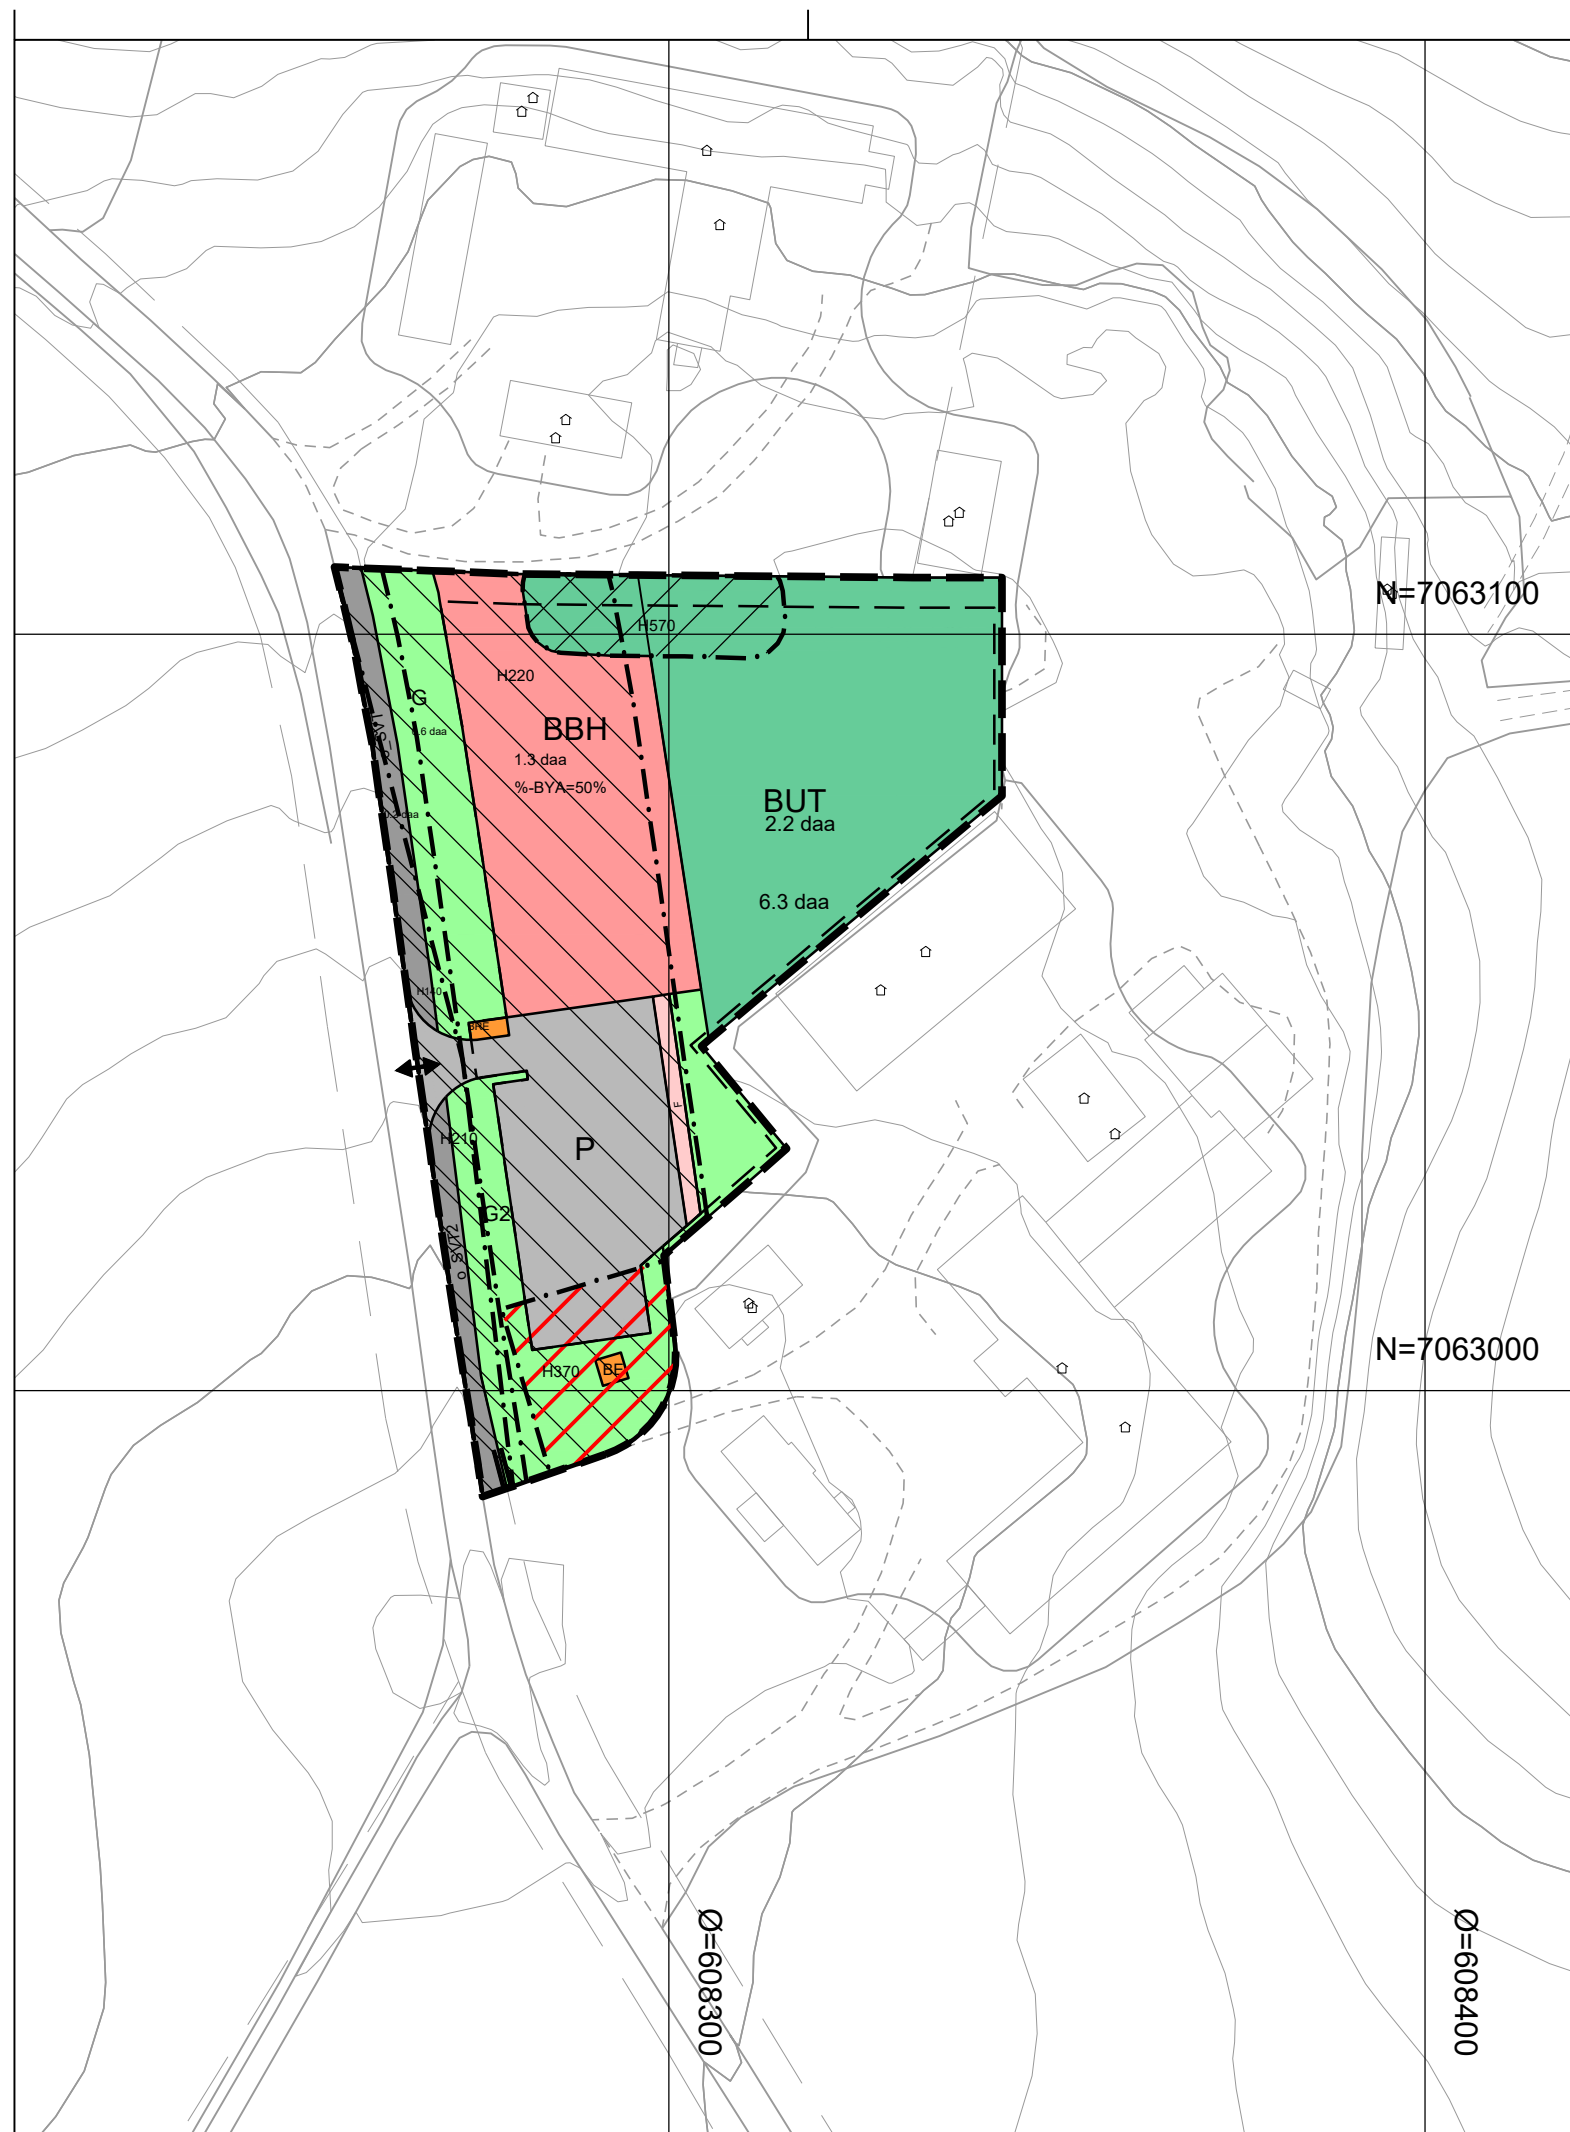 N=7063100
H570
H220
G
BBH
1.3 daa
%-BYA=50%
BUT
2.2 daa
6.3 daa
H140
F
H210
P
G2
o_SVT2
N=7063000
H370
BE
Ø=608300
Ø=608400